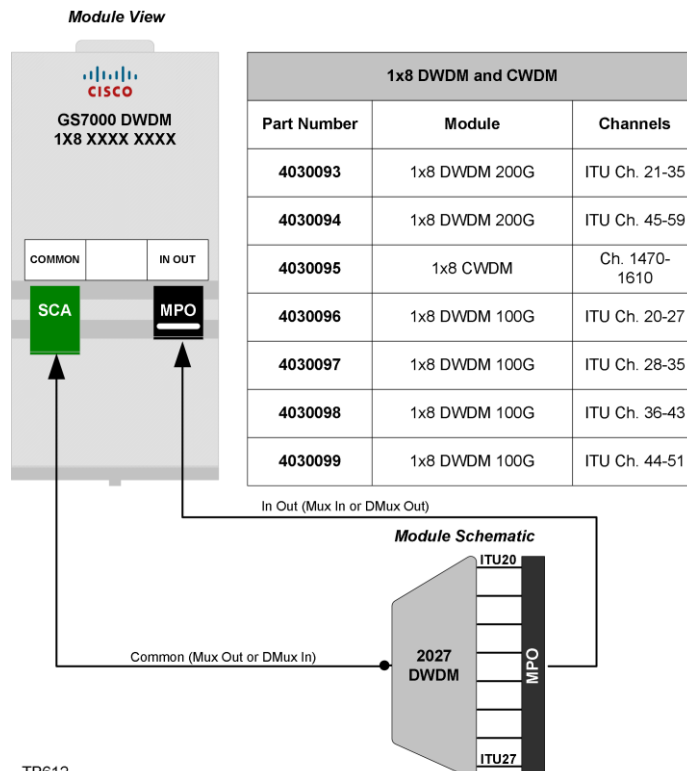 Module View
CISCO
GS7000 DWDM
1X8 XXXX XXXX
COMMON
IN OUT
SCA
MPO
1x8 DWDM and CWDM
Part Number Module Channels
4030093 1x8 DWDM 200G ITU Ch. 21-35
4030094 1x8 DWDM 200G ITU Ch. 45-59
4030095 1x8 CWDM Ch. 1470-
1610
4030096 1x8 DWDM 100G ITU Ch. 20-27
4030097 1x8 DWDM 100G ITU Ch. 28-35
4030098 1x8 DWDM 100G ITU Ch. 36-43
4030099 1x8 DWDM 100G ITU Ch. 44-51
In Out (Mux In or DMux Out)
Module Schematic
ITU20
Common (Mux Out or DMux In)
2027
DWDM
MPO
ITU27